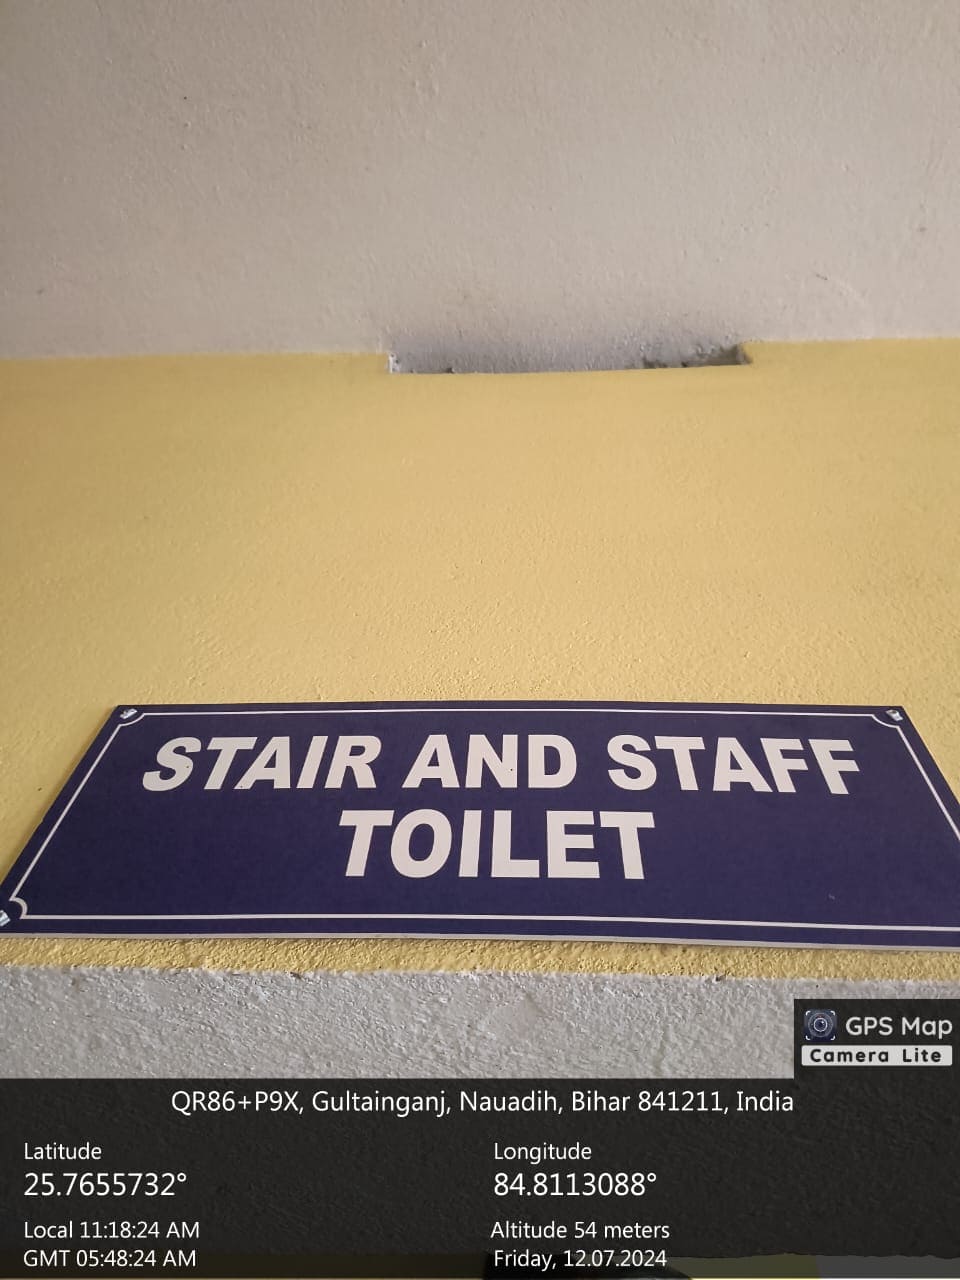 STAIR AND STAFF
TOILET
GPS Map
Camera Lite
QR86+P9X, Gultainganj, Nauadih, Bihar 841211, India
Latitude
25.7655732°
Longitude
84.8113088°
Local 11:18:24 AM
GMT 05:48:24 AM
Altitude 54 meters
Friday, 12.07.2024